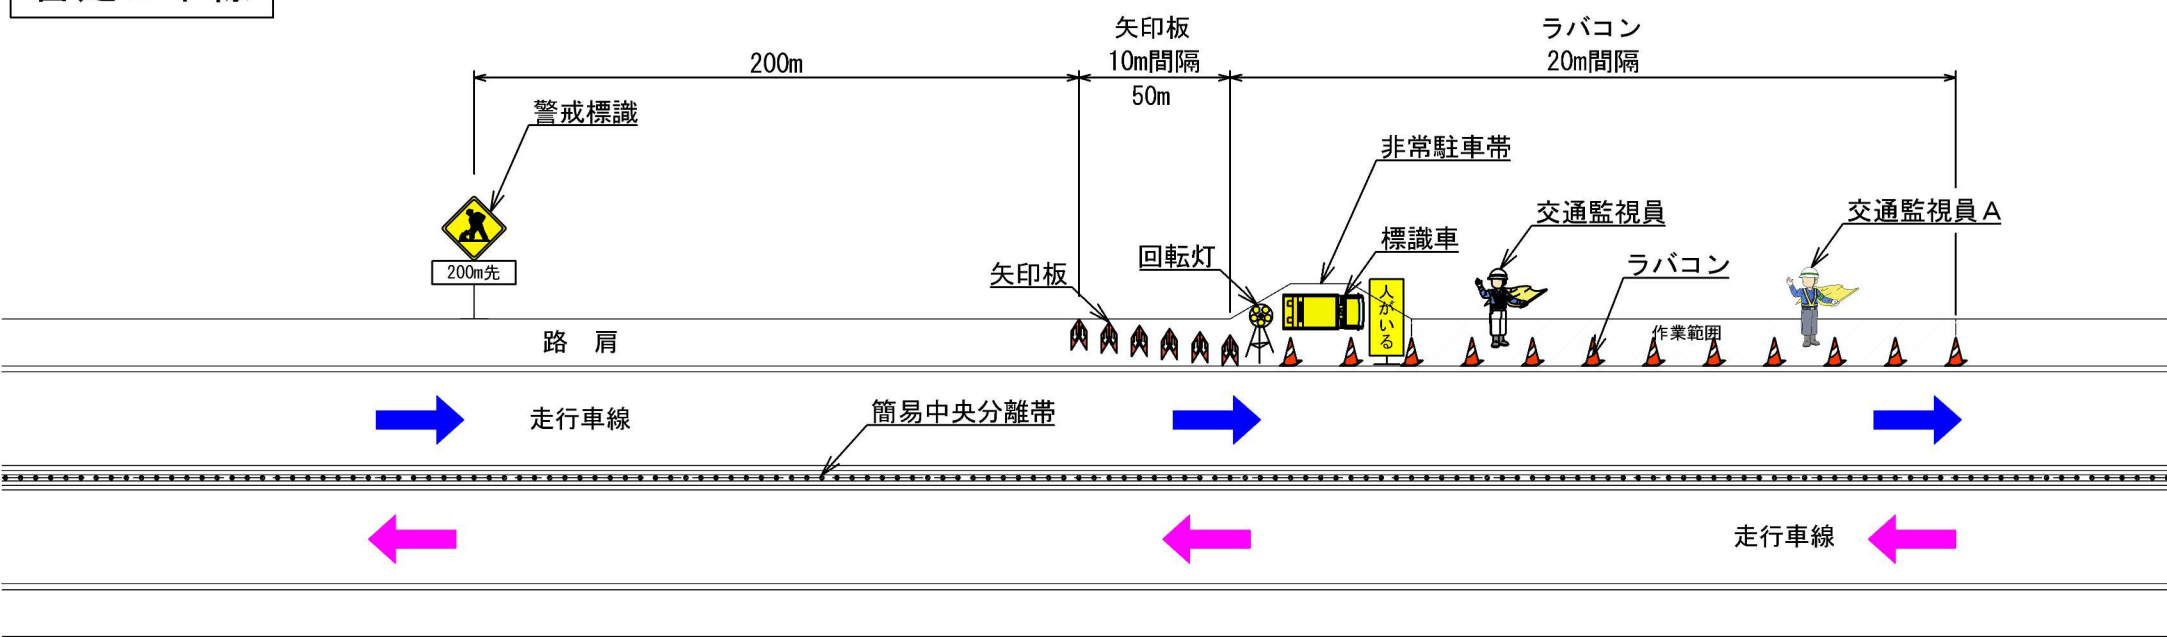 矢印板
10m間隔
50m
ラバコン
20m間隔
200m
警戒標識
200m先
非常駐車帯
交通監視員
交通監視員A
標識車
回転灯
矢印板
ラバコン
人がいる
作業範囲
路 肩
走行車線
簡易中央分離帯
走行車線